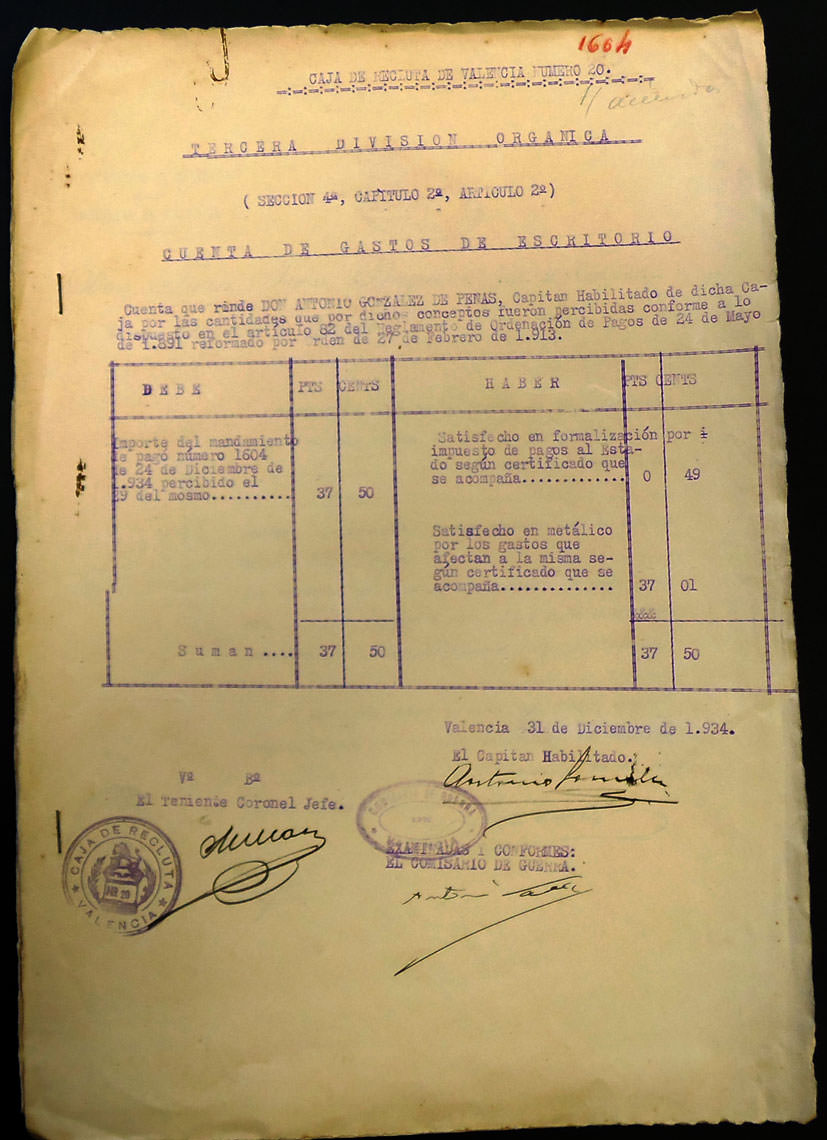 1604
CAJA DE RECLUTA DE VALENCIA NUMERO 20.
TERCERA DIVISION ORGANICA
( SECCION 4ª, CAPITULO 2ª, ARTICULO 2º)
CUENTA DE GASTOS DE ESCRITORIO
Cuenta que rinde DON ANTONIO GONZALEZ DE PENAS, Capitan Habilitado de dicha Ca-
ja por las cantidades que por dichos conceptos fueron percibidas conforme a lo
dispuesto en el artículo 82 del Reglamento de Ordenación de Pagos de 24 de Mayo
de 1.891 reformado por Orden de 27 de Febrero de 1.913.
DEBE PTS CENTS HABER PTS CENTS
Importe del mandamiento
de pago número 1604
de 24 de Diciembre de
1.934 percibido el
29 del mosmo.......... 37 50
Satisfecho en formalización por
impuesto de pagos al Esta-
do según certificado que
se acompaña.............. 0 49
Satisfecho en metálico
por los gastos que
afectan a la misma se-
gún certificado que se
acompaña............... 37 01
Suman.... 37 50 37 50
Valencia 31 de Diciembre de 1.934.
El Capitan Habilitado.
Vº Bº
El Teniente Coronel Jefe.
Antonio
EXAMINADAS Y CONFORMES:
EL COMISARIO DE GUERRA.
CAJA DE RECLUTA
NR 20
VALENCIA